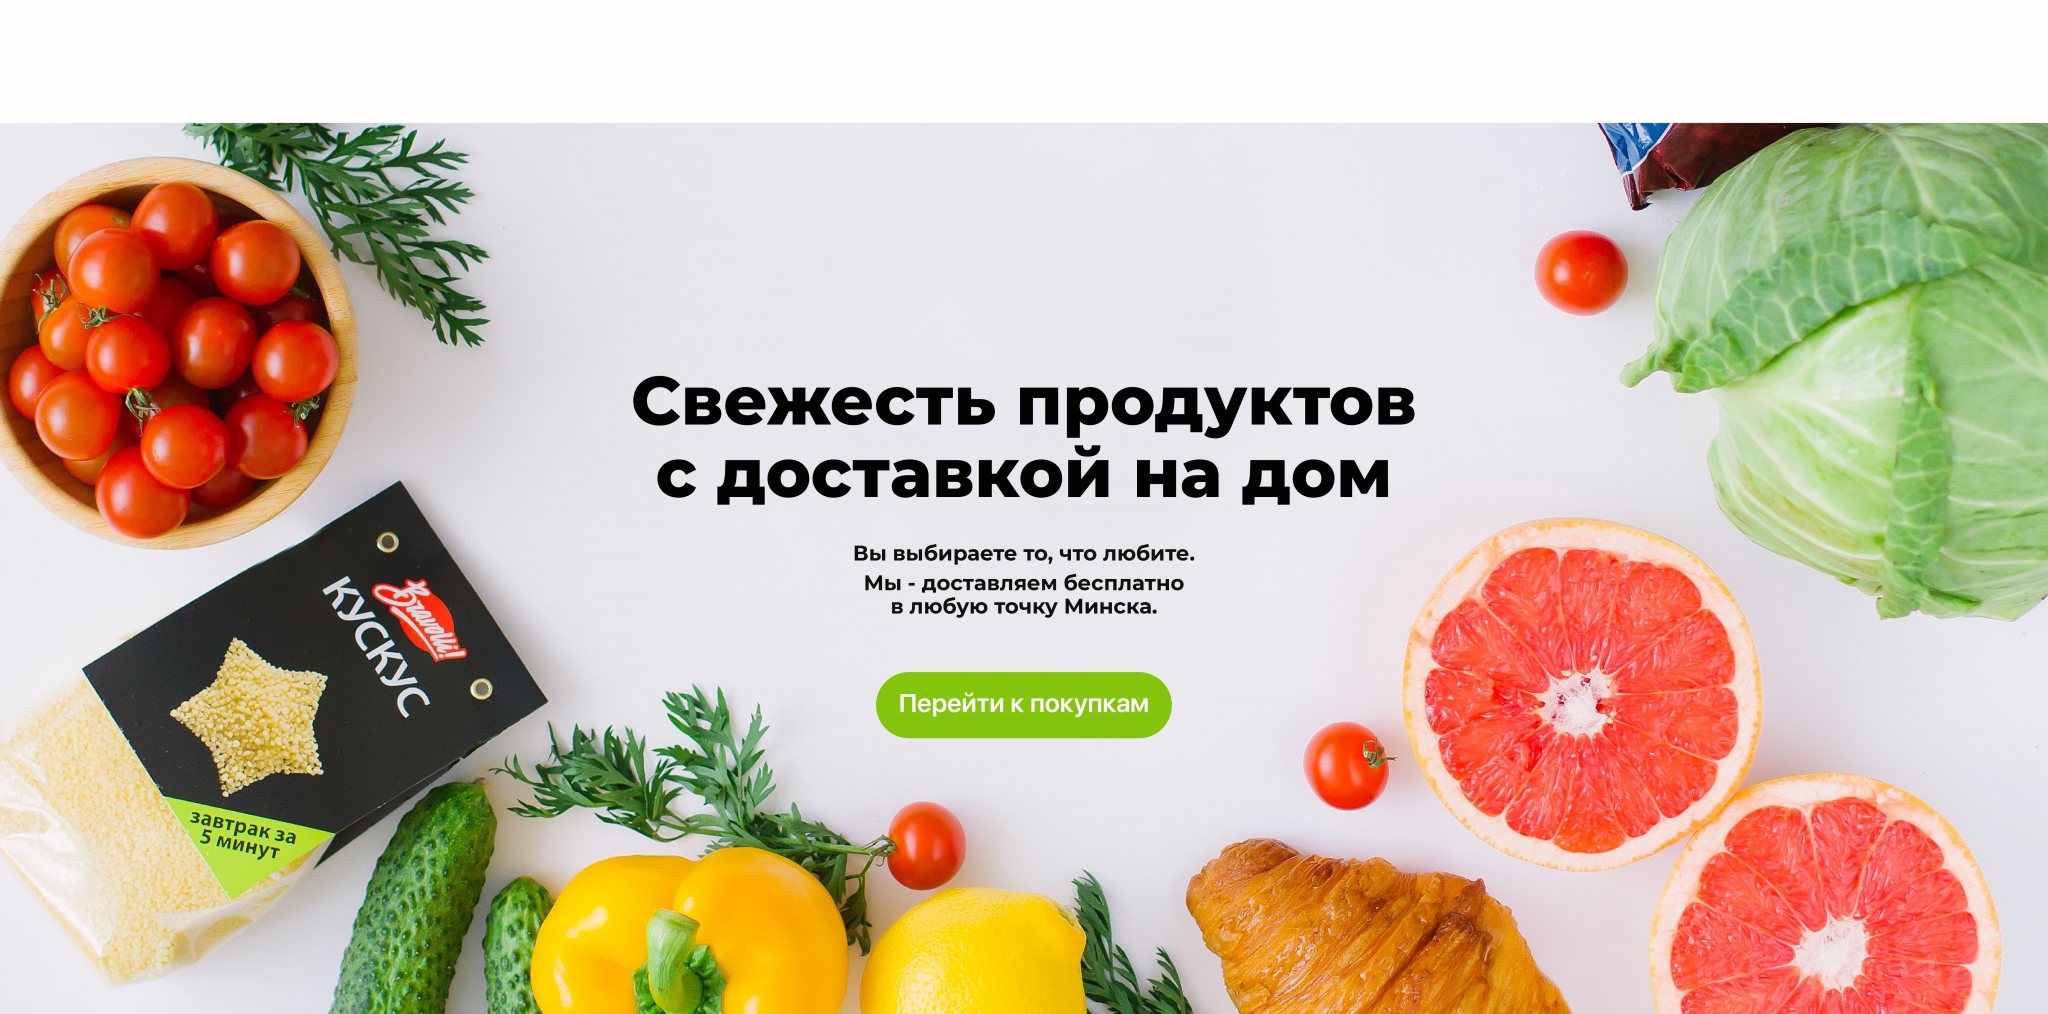 Свежесть продуктов
с доставкой на дом
Вы выбираете то, что любите.
Мы - доставляем бесплатно
в любую точку Минска.
Перейти к покупкам
Bravolli!
КУСКУС
завтрак за
5 минут